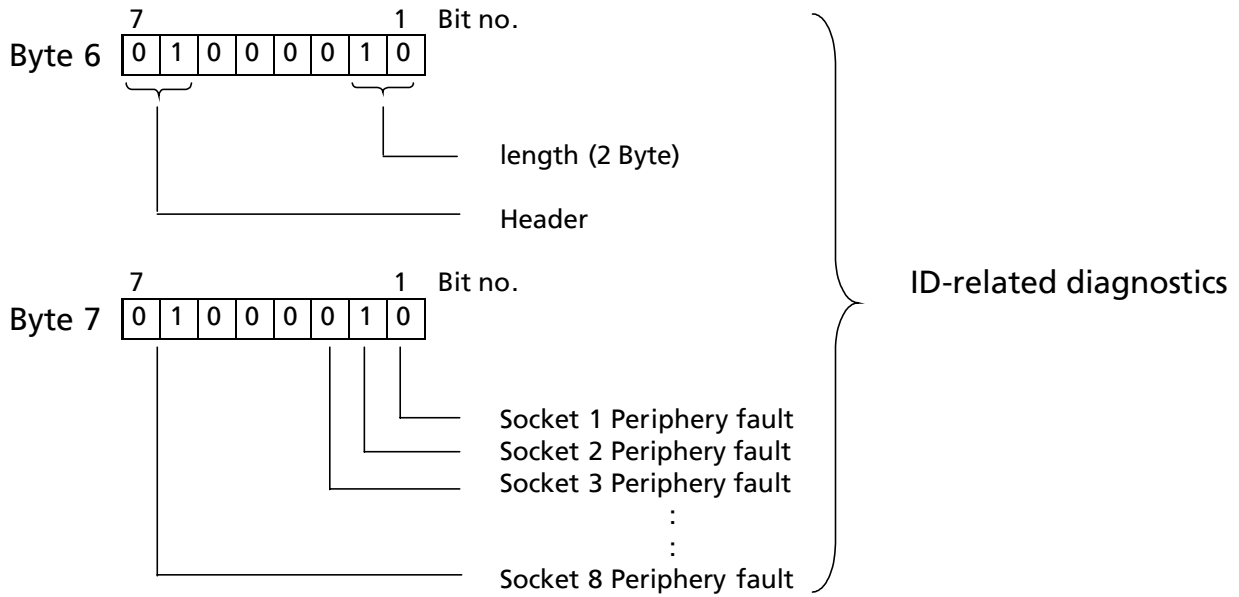 7 1 Bit no.
Byte 6 0 1 0 0 0 0 1 0
length (2 Byte)
Header
7 1 Bit no.
Byte 7 0 1 0 0 0 0 1 0
Socket 1 Periphery fault
Socket 2 Periphery fault
Socket 3 Periphery fault
:
:
Socket 8 Periphery fault
ID-related diagnostics